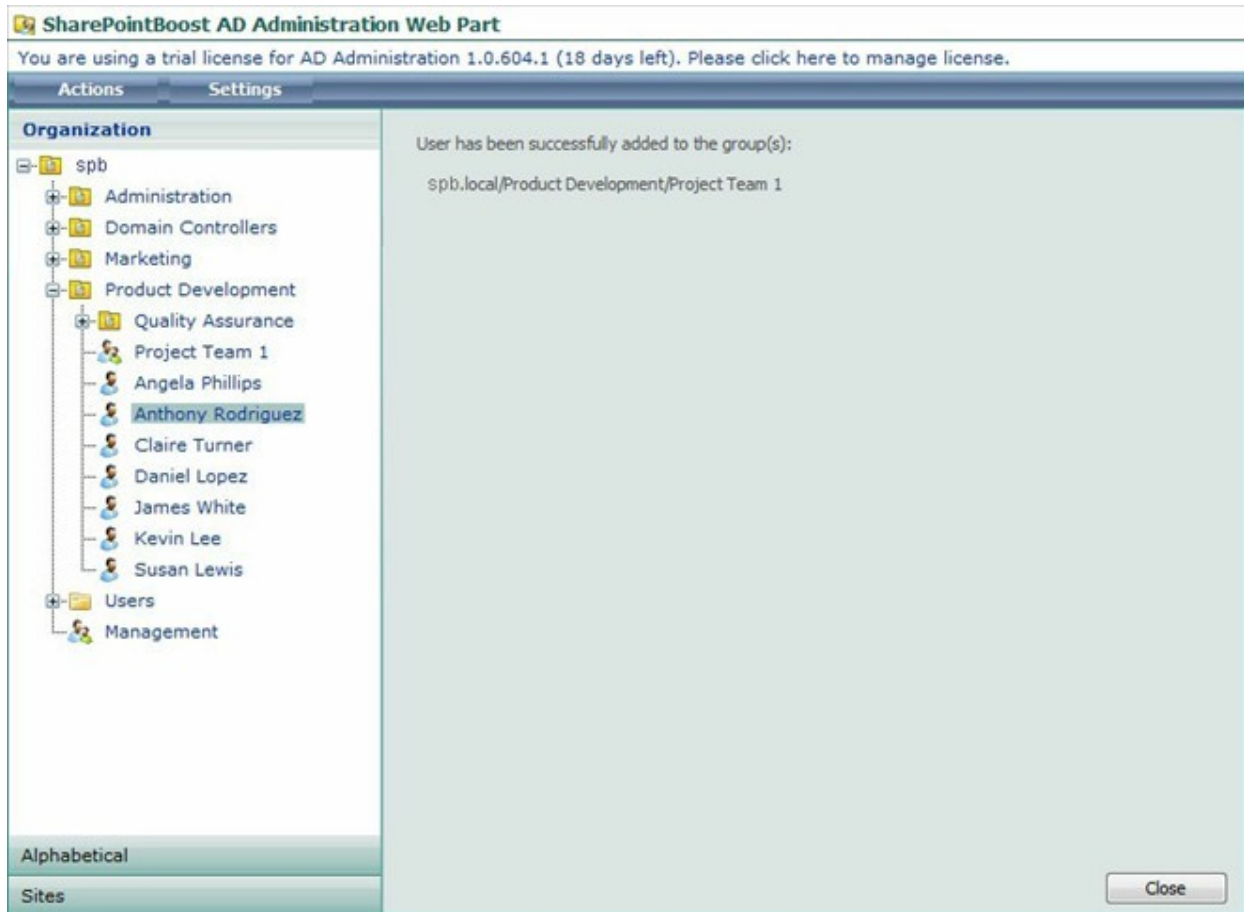 SharePointBoost AD Administration Web Part
You are using a trial license for AD Administration 1.0.604.1 (18 days left). Please click here to manage license.
Actions Settings
Organization
spb
Administration
Domain Controllers
Marketing
Product Development
Quality Assurance
Project Team 1
Angela Phillips
Anthony Rodriguez
Claire Turner
Daniel Lopez
James White
Kevin Lee
Susan Lewis
Users
Management
Alphabetical
Sites
User has been successfully added to the group(s):
spb.local/Product Development/Project Team 1
Close